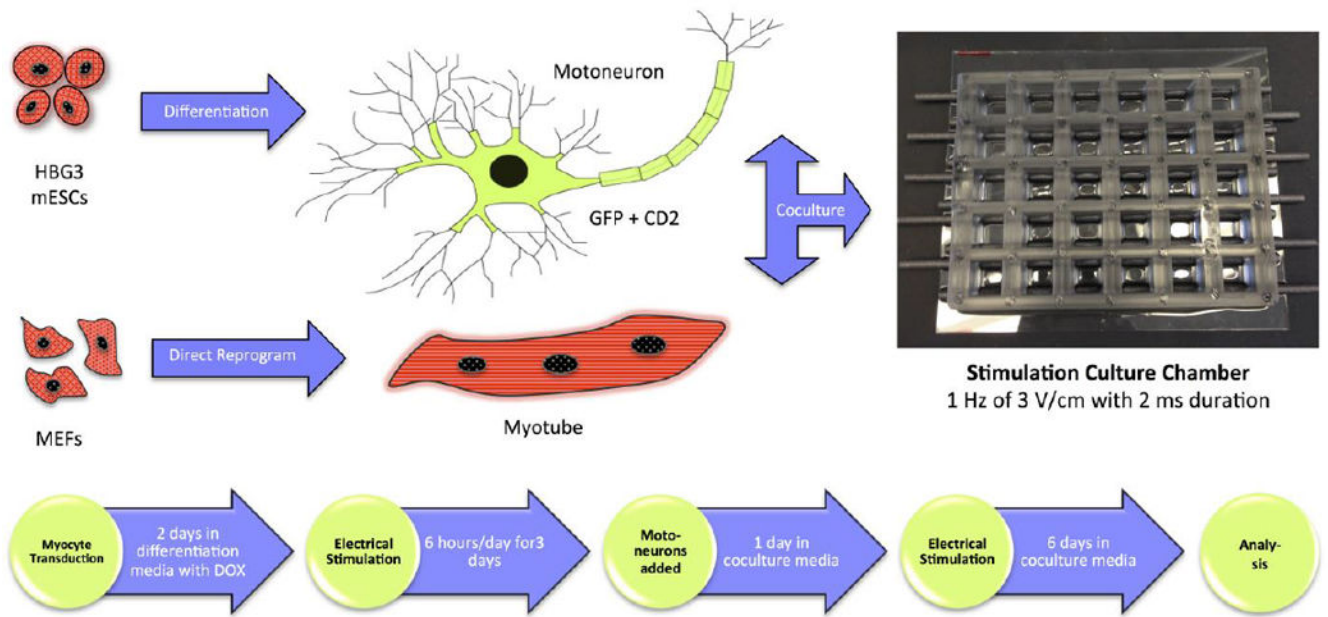 HBG3
mESCs
Differentiation
Motoneuron
GFP + CD2
Coculture
MEFs
Direct Reprogram
Myotube
Stimulation Culture Chamber
1 Hz of 3 V/cm with 2 ms duration
Myocyte
Transduction
2 days in
differentiation
media with DOX
Electrical
Stimulation
6 hours/day for3
days
Moto-
neurons
added
1 day in
coculture media
Electrical
Stimulation
6 days in
coculture media
Analy-
sis